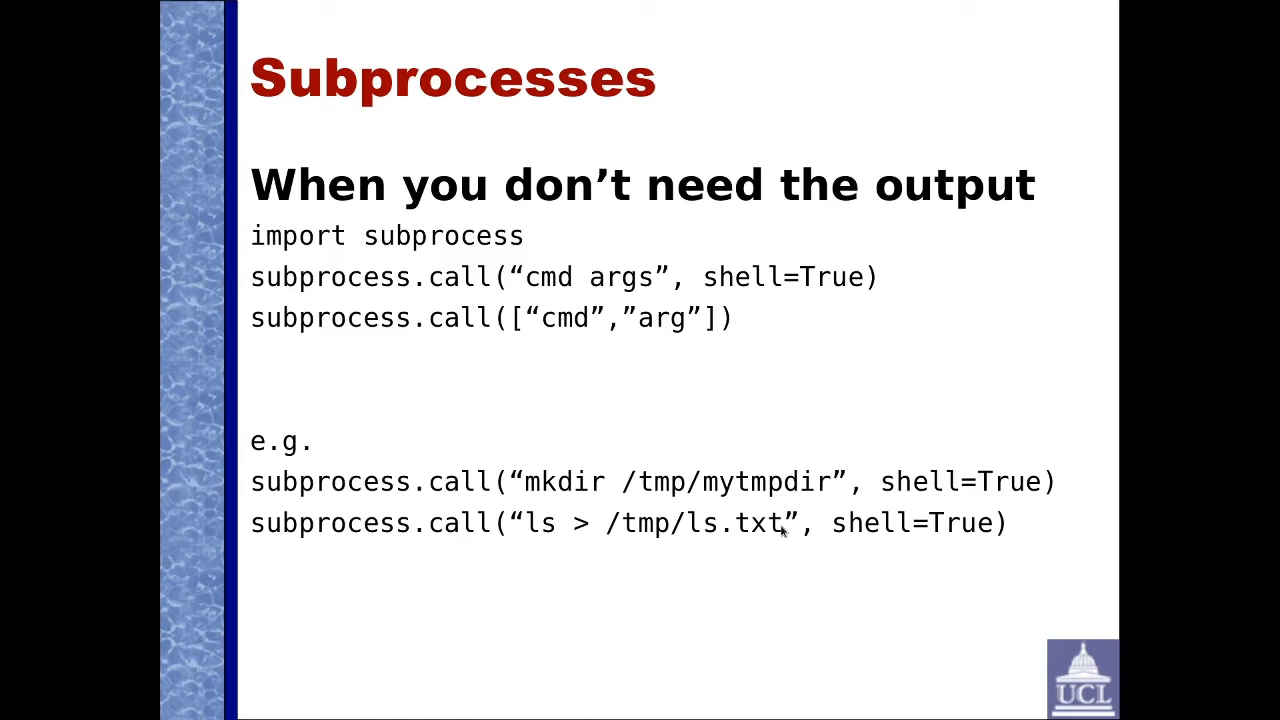 Subprocesses
When you don’t need the output
import subprocess
subprocess.call(“cmd args”, shell=True)
subprocess.call([“cmd”,”arg”])
e.g.
subprocess.call(“mkdir /tmp/mytmpdir”, shell=True)
subprocess.call(“ls > /tmp/ls.txt”, shell=True)
UCL